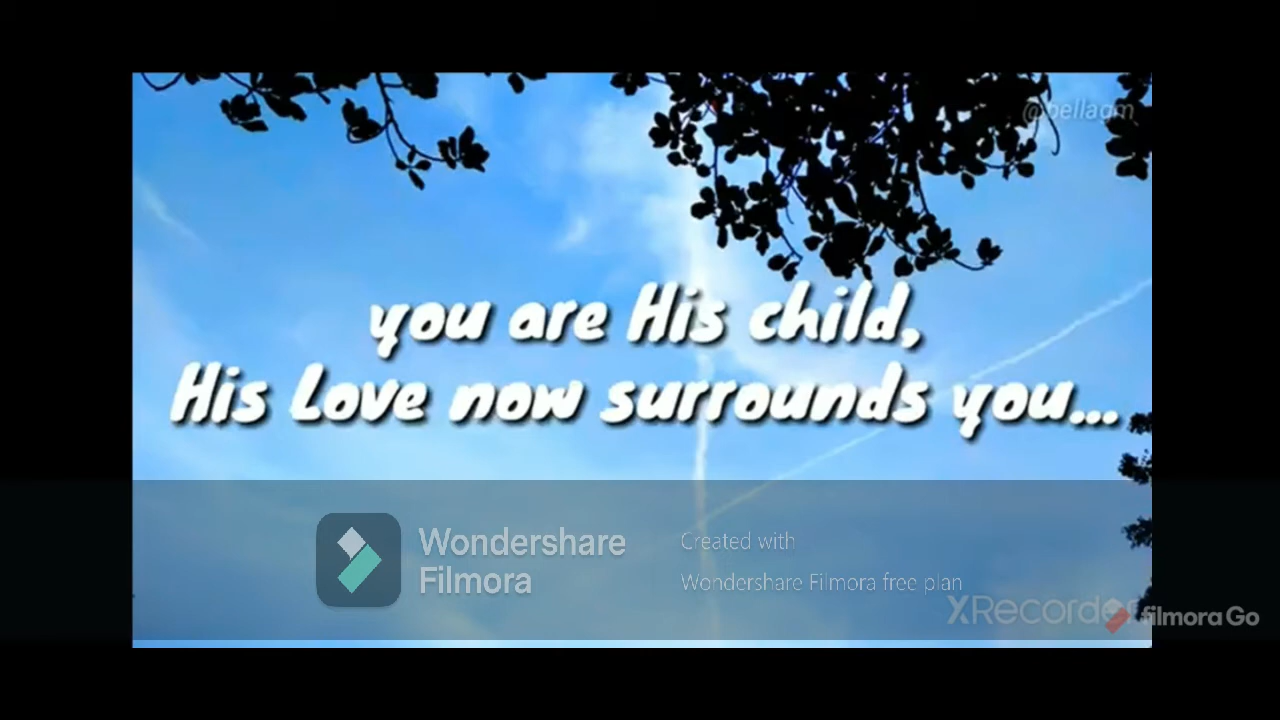 @bellagm
you are His child,
His Love now surrounds you...
Wondershare
Filmora
Created with
Wondershare Filmora free plan
XRecorder
filmora Go